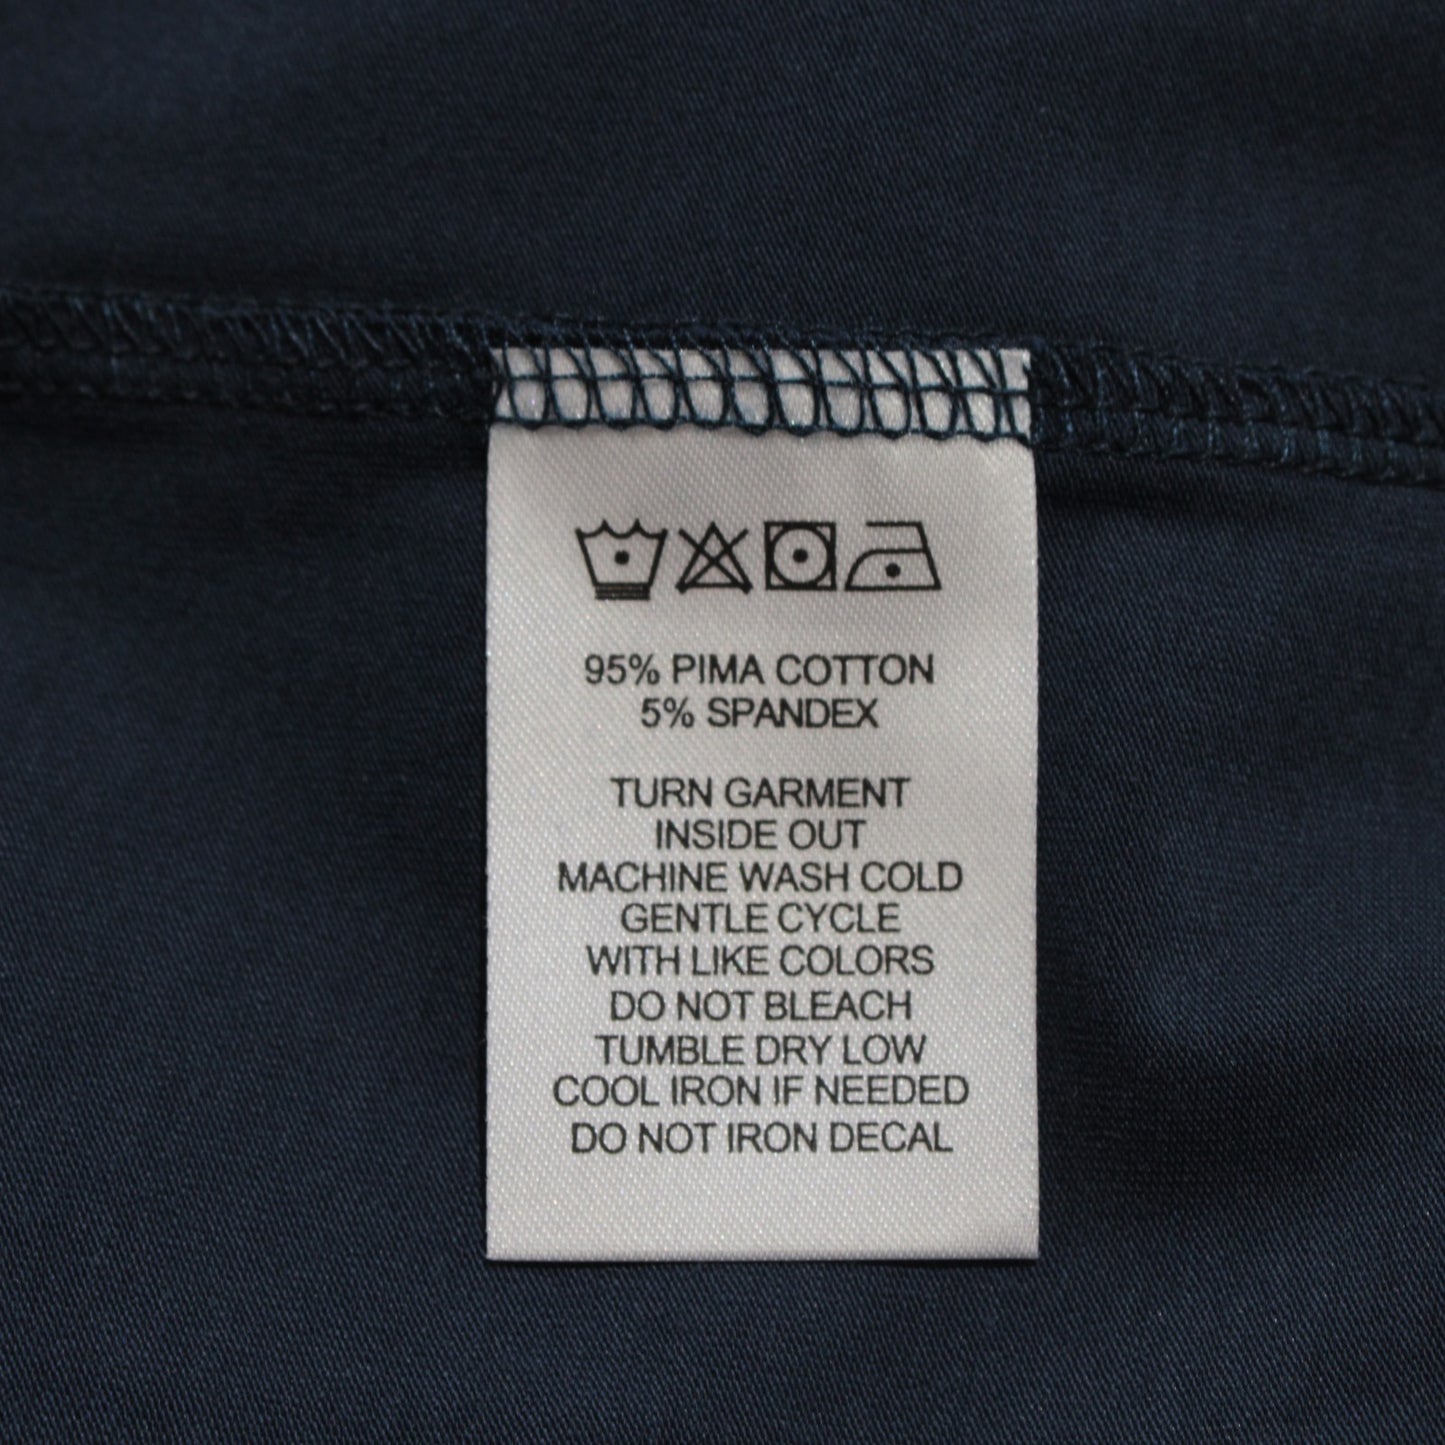 95% PIMA COTTON
5% SPANDEX
TURN GARMENT
INSIDE OUT
MACHINE WASH COLD
GENTLE CYCLE
WITH LIKE COLORS
DO NOT BLEACH
TUMBLE DRY LOW
COOL IRON IF NEEDED
DO NOT IRON DECAL